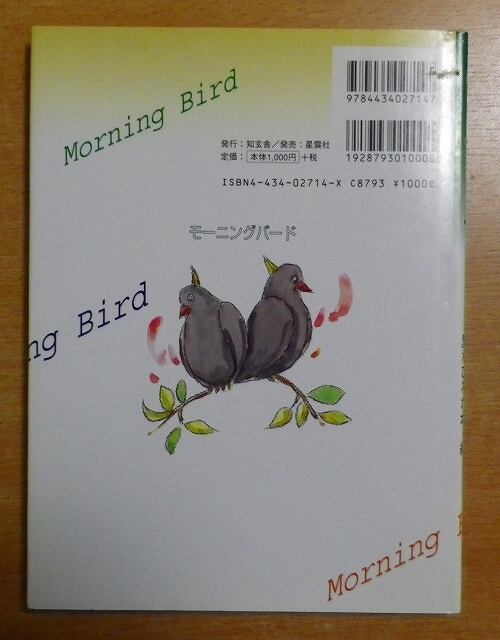 Morning Bird
9784434027147
1928793010008
発行：知玄舎／発売：星雲社
定価： 本体1,000円 +税
ISBN4-434-02714-X C8793 ¥1000E
モーニングバード
ng Bird
Morning